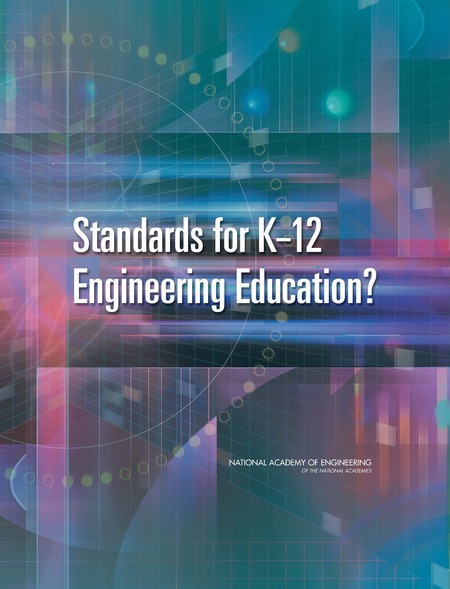 Standards for K–12
Engineering Education?
NATIONAL ACADEMY OF ENGINEERING
OF THE NATIONAL ACADEMIES